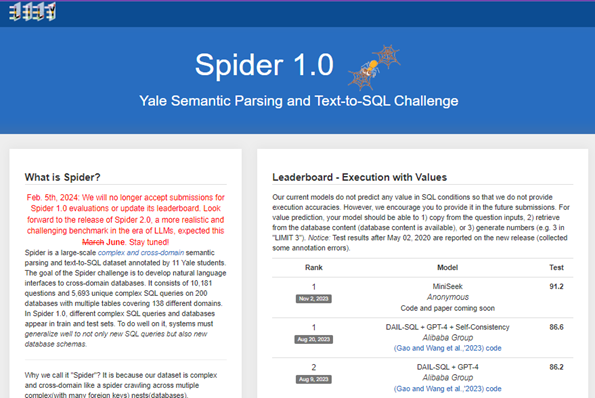 LILY
Spider 1.0
Yale Semantic Parsing and Text-to-SQL Challenge
What is Spider?
Feb. 5th, 2024: We will no longer accept submissions for
Spider 1.0 evaluations or update its leaderboard. Look
forward to the release of Spider 2.0, a more realistic and
challenging benchmark in the era of LLMs, expected this
March June. Stay tuned!
Spider is a large-scale complex and cross-domain semantic
parsing and text-to-SQL dataset annotated by 11 Yale students.
The goal of the Spider challenge is to develop natural language
interfaces to cross-domain databases. It consists of 10,181
questions and 5,693 unique complex SQL queries on 200
databases with multiple tables covering 138 different domains.
In Spider 1.0, different complex SQL queries and databases
appear in train and test sets. To do well on it, systems must
generalize well to not only new SQL queries but also new
database schemas.
Why we call it "Spider"? It is because our dataset is complex
and cross-domain like a spider crawling across mutiple
complex(with many foreign keys) nests(databases).
Leaderboard - Execution with Values
Our current models do not predict any value in SQL conditions so that we do not provide
execution accuracies. However, we encourage you to provide it in the future submissions. For
value prediction, your model should be able to 1) copy from the question inputs, 2) retrieve
from the database content (database content is available), or 3) generate numbers (e.g. 3 in
"LIMIT 3"). Notice: Test results after May 02, 2020 are reported on the new release (collected
some annotation errors).
Rank Model Test
1 MiniSeek 91.2
Nov 2, 2023 Anonymous
Code and paper coming soon
1 DAIL-SQL + GPT-4 + Self-Consistency 86.6
Aug 20, 2023 Alibaba Group
(Gao and Wang et al.,'2023) code
2 DAIL-SQL + GPT-4 86.2
Aug 9, 2023 Alibaba Group
(Gao and Wang et al.,'2023) code